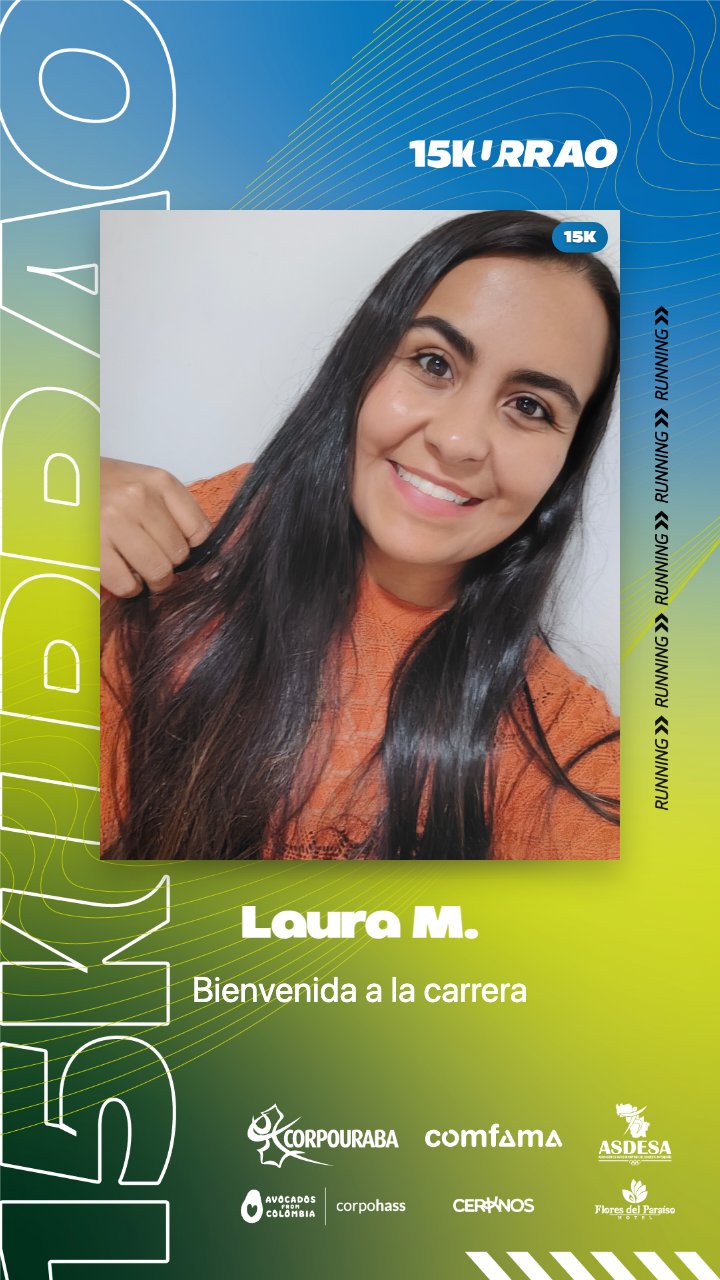 15KURRAO
15K
15KURRAO
RUNNING
RUNNING
RUNNING
RUNNING
RUNNING
Laura M.
Bienvenida a la carrera
CORPOURABA
comfama
ASDESA
AVOCADOS
FROM
COLOMBIA
corpohass
CERKNOS
Flores del Paraíso
HOTEL